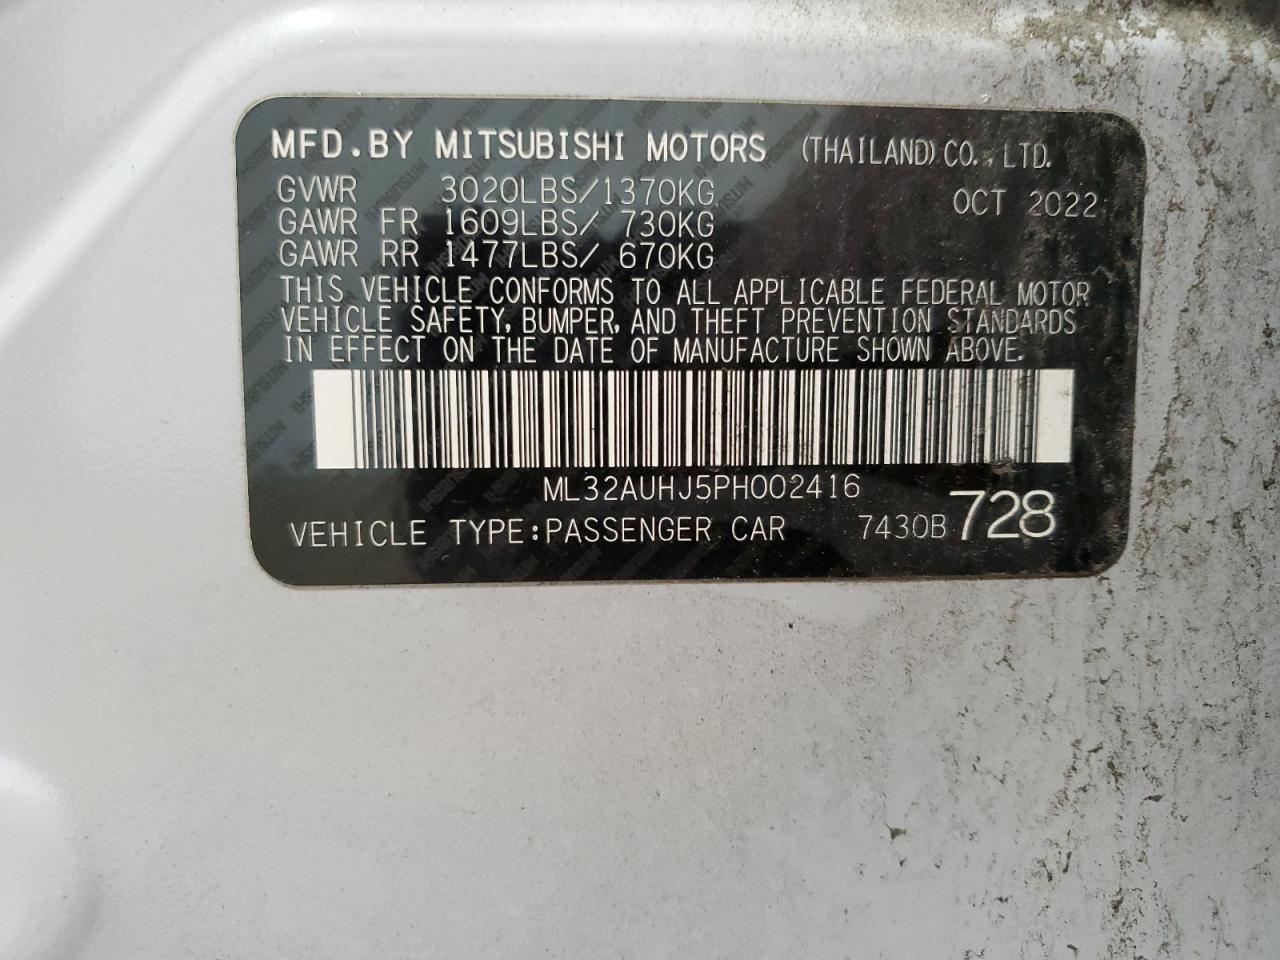 MFD.BY MITSUBISHI MOTORS (THAILAND) CO., LTD.
GVWR 3020LBS/1370KG OCT 2022
GAWR FR 1609LBS/ 730KG
GAWR RR 1477LBS/ 670KG
THIS VEHICLE CONFORMS TO ALL APPLICABLE FEDERAL MOTOR
VEHICLE SAFETY, BUMPER, AND THEFT PREVENTION STANDARDS
IN EFFECT ON THE DATE OF MANUFACTURE SHOWN ABOVE.
ML32AUHJ5PH002416
VEHICLE TYPE:PASSENGER CAR 7430B 728